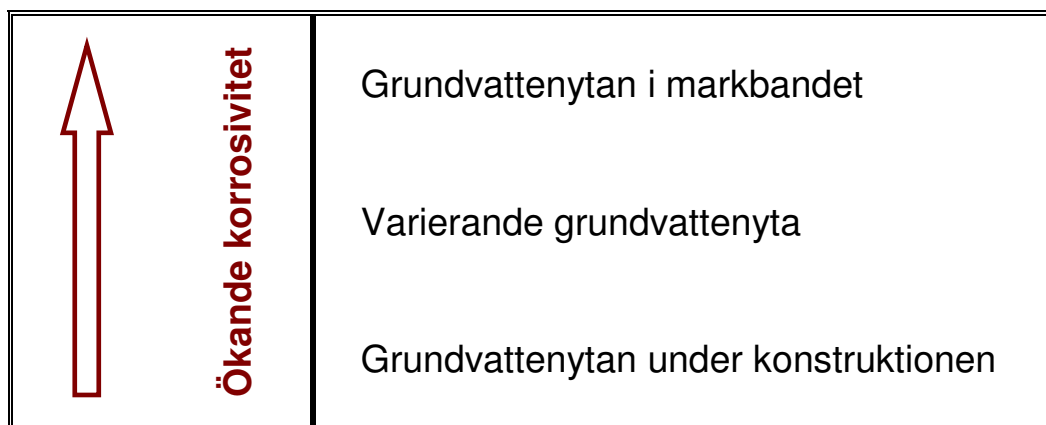 Ökande korrosivitet
Grundvattenytan i markbandet
Varierande grundvattenyta
Grundvattenytan under konstruktionen